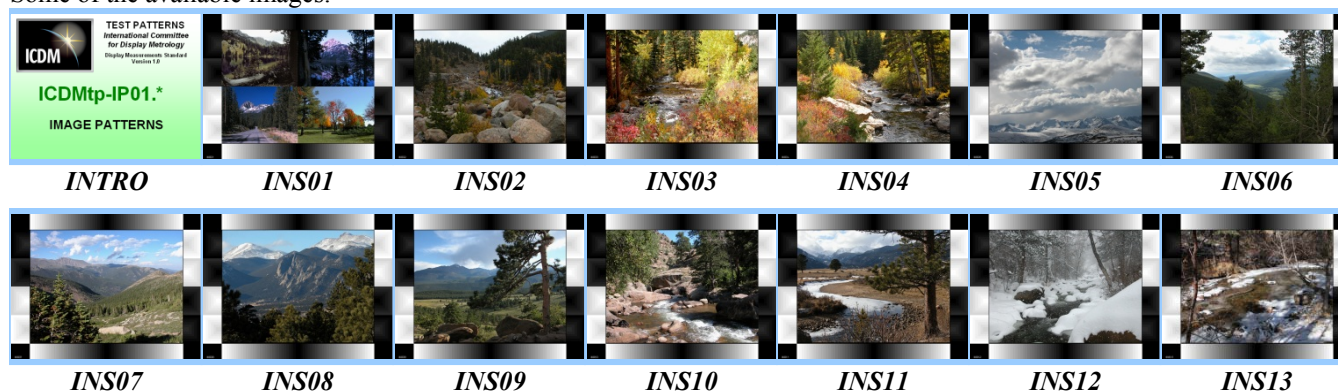 Some of the available images:
ICDM
TEST PATTERNS
International Committee
for Display Metrology
Display Measurements Standard
Version 1.0
ICDMtp-IP01.*
IMAGE PATTERNS
INTRO INS01 INS02 INS03 INS04 INS05 INS06
INS07 INS08 INS09 INS10 INS11 INS12 INS13